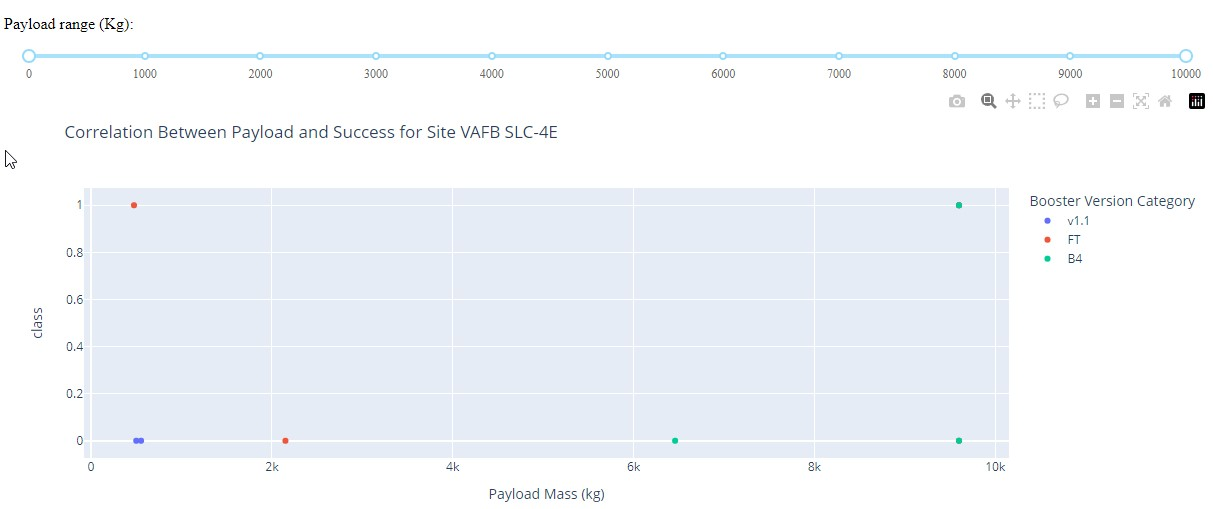 Payload range (Kg):
0 1000 2000 3000 4000 5000 6000 7000 8000 9000 10000
Correlation Between Payload and Success for Site VAFB SLC-4E
Booster Version Category
v1.1
FT
B4
1
0.8
0.6
0.4
0.2
0
class
0 2k 4k 6k 8k 10k
Payload Mass (kg)